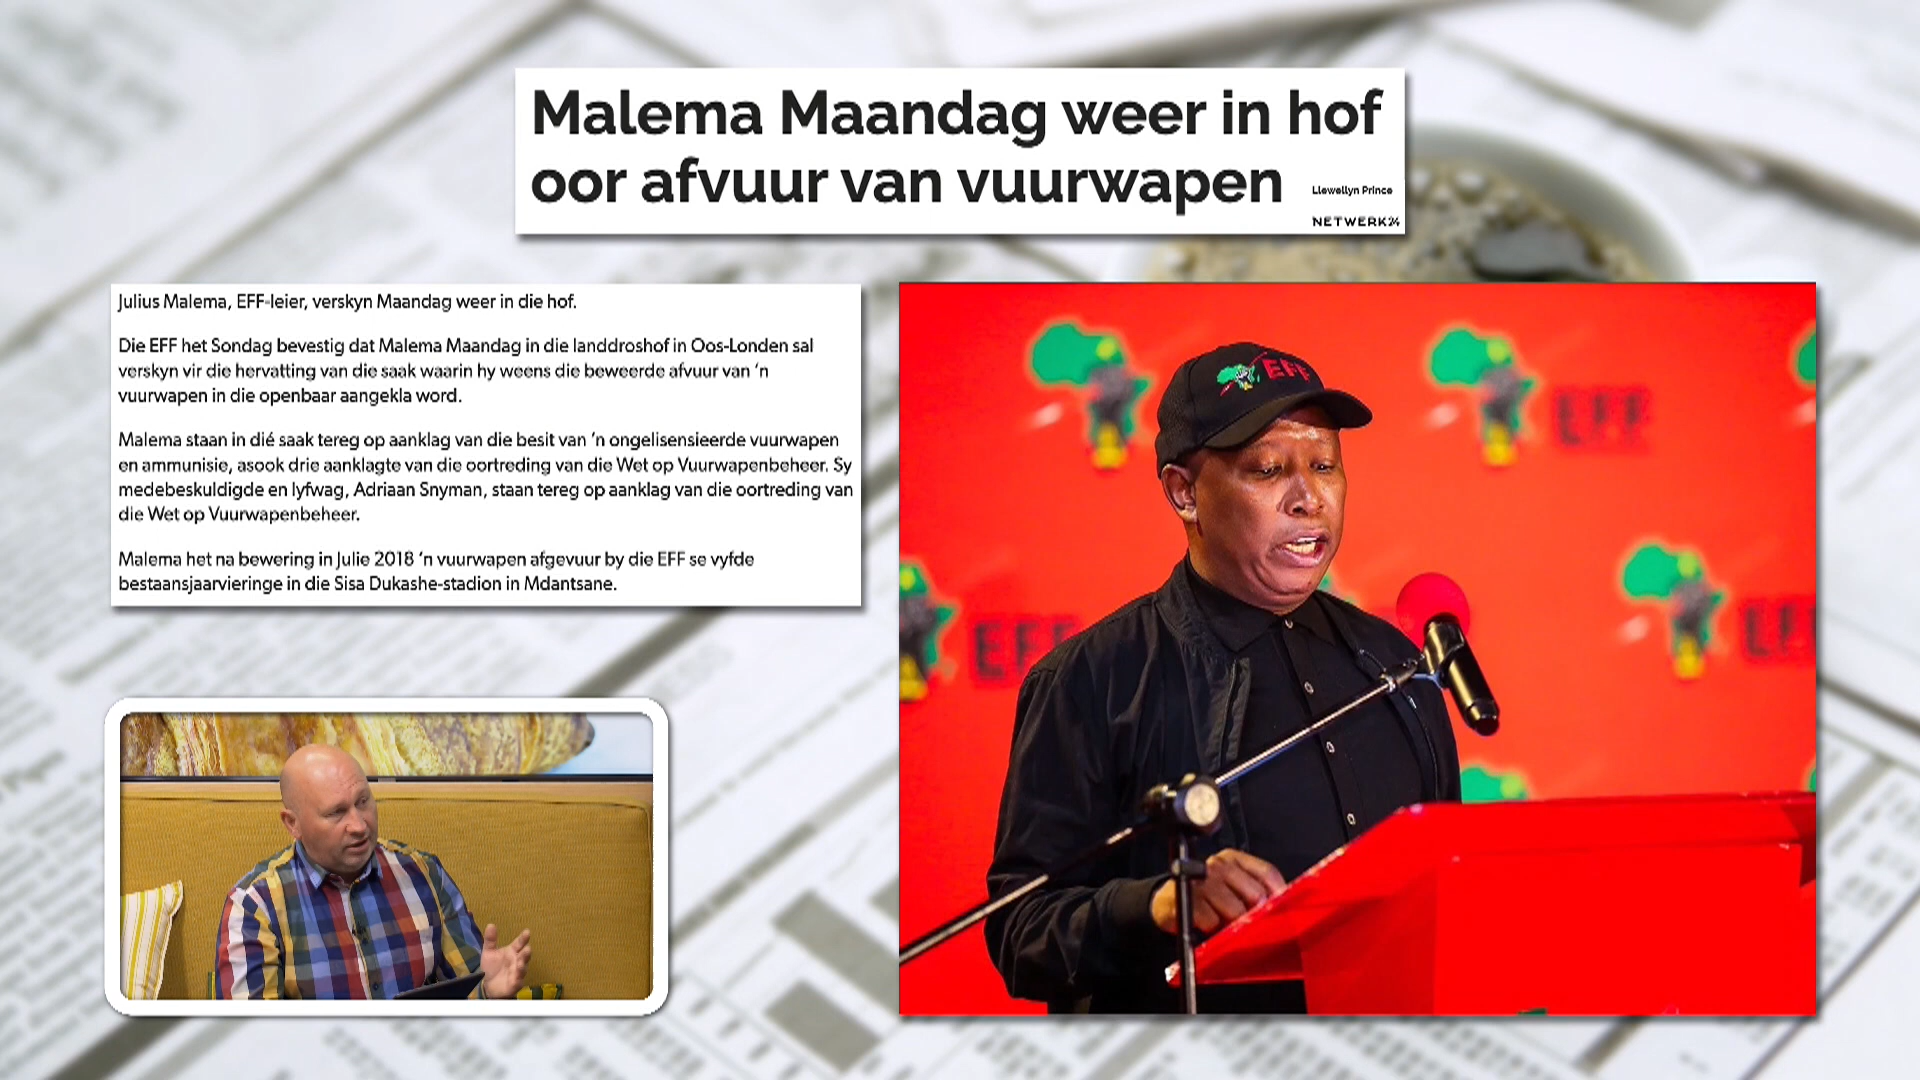 Malema Maandag weer in hof
oor afvuur van vuurwapen
Llewellyn Prince
NETWERK24
Julius Malema, EFF-leier, verskyn Maandag weer in die hof.
Die EFF het Sondag bevestig dat Malema Maandag in die landdroshof in Oos-Londen sal
verskyn vir die hervatting van die saak waarin hy weens die beweerde afvuur van ’n
vuurwapen in die openbaar aangekla word.
Malema staan in dié saak tereg op aanklag van die besit van ’n ongelisensieerde vuurwapen
en ammunisie, asook drie aanklagte van die oortreding van die Wet op Vuurwapenbeheer. Sy
medebeskuldigde en lyfwag, Adriaan Snyman, staan tereg op aanklag van die oortreding van
die Wet op Vuurwapenbeheer.
Malema het na bewering in Julie 2018 ’n vuurwapen afgevuur by die EFF se vyfde
bestaansjaarvieringe in die Sisa Dukashe-stadion in Mdantsane.
EFF
EFF
EFF
EFF